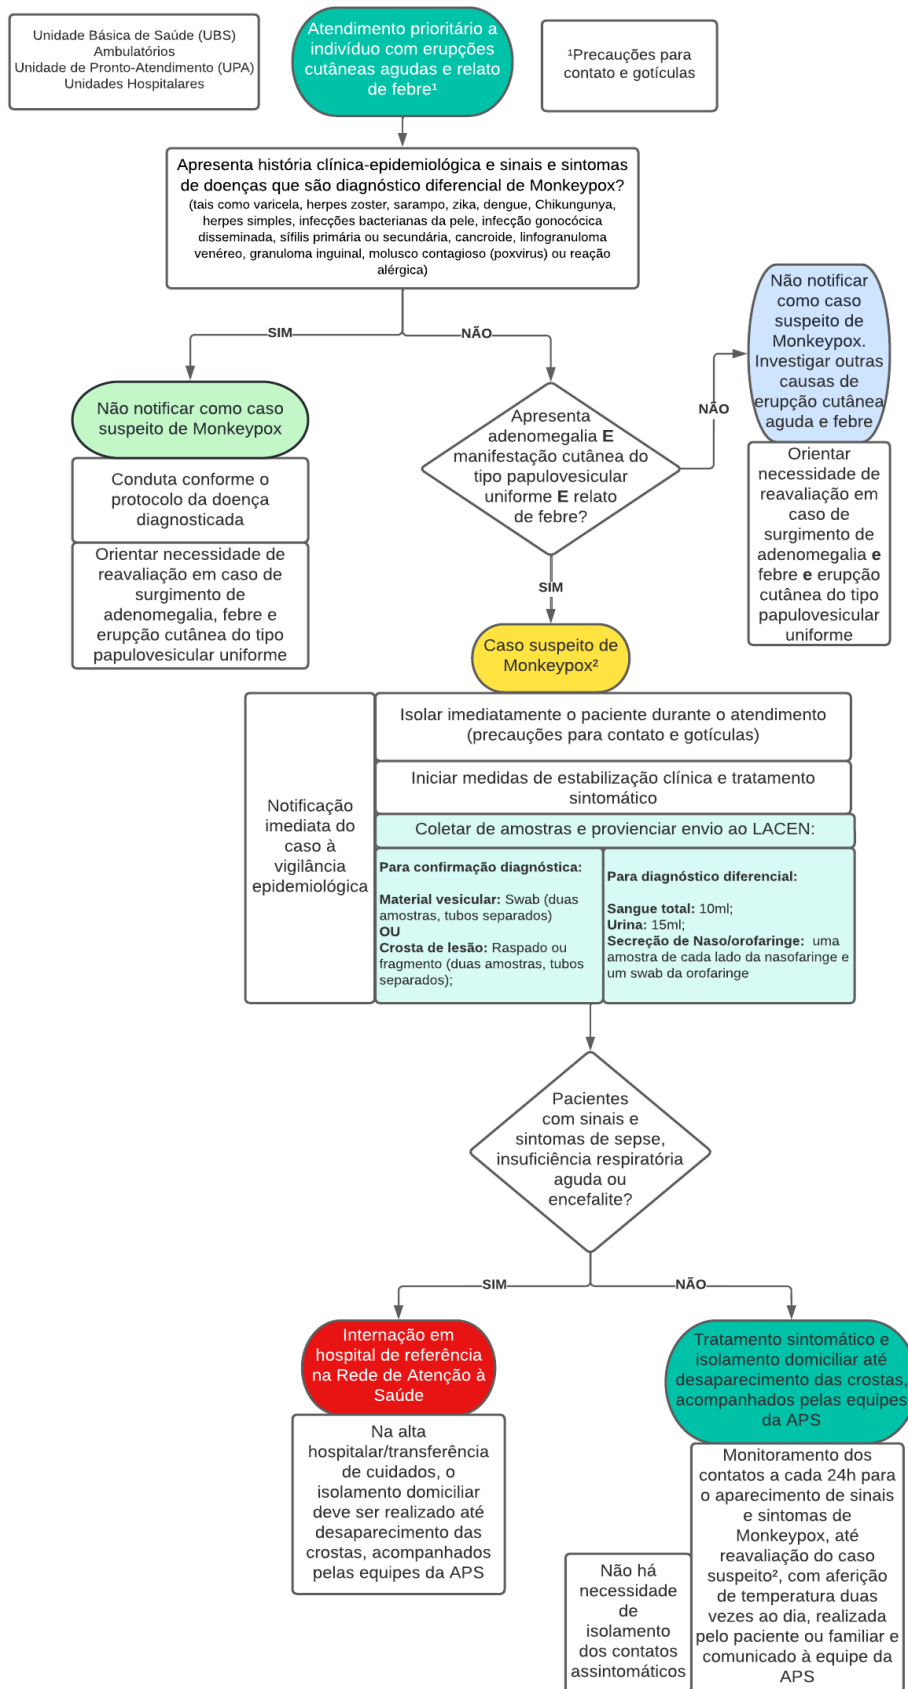 Unidade Básica de Saúde (UBS)
Ambulatórios
Unidade de Pronto-Atendimento (UPA)
Unidades Hospitalares
Atendimento prioritário a
indivíduo com erupções
cutâneas agudas e relato
de febre¹
¹Precauções para
contato e gotículas
Apresenta história clínica-epidemiológica e sinais e sintomas
de doenças que são diagnóstico diferencial de Monkeypox?
(tais como varicela, herpes zoster, sarampo, zika, dengue, Chikungunya,
herpes simples, infecções bacterianas da pele, infecção gonocócica
disseminada, sífilis primária ou secundária, cancroide, linfogranuloma
venéreo, granuloma inguinal, molusco contagioso (poxvirus) ou reação
alérgica)
SIM
NÃO
Não notificar como caso
suspeito de Monkeypox
Conduta conforme o
protocolo da doença
diagnosticada
Orientar necessidade de
reavaliação em caso de
surgimento de
adenomegalia, febre e
erupção cutânea do tipo
papulovesicular uniforme
Apresenta
adenomegalia E
manifestação cutânea do
tipo papulovesicular
uniforme E relato
de febre?
NÃO
Não notificar
como caso
suspeito de
Monkeypox.
Investigar outras
causas de
erupção cutânea
aguda e febre
Orientar
necessidade de
reavaliação em
caso de
surgimento de
adenomegalia e
febre e erupção
cutânea do tipo
papulovesicular
uniforme
SIM
Caso suspeito de
Monkeypox²
Notificação
imediata do
caso à
vigilância
epidemiológica
Isolar imediatamente o paciente durante o atendimento
(precauções para contato e gotículas)
Iniciar medidas de estabilização clínica e tratamento
sintomático
Coletar de amostras e provienciar envio ao LACEN:
Para confirmação diagnóstica:
Material vesicular: Swab (duas
amostras, tubos separados)
OU
Crosta de lesão: Raspado ou
fragmento (duas amostras, tubos
separados);
Para diagnóstico diferencial:
Sangue total: 10ml;
Urina: 15ml;
Secreção de Naso/orofaringe: uma
amostra de cada lado da nasofaringe e
um swab da orofaringe
Pacientes
com sinais e
sintomas de sepse,
insuficiência respiratória
aguda ou
encefalite?
SIM
NÃO
Internação em
hospital de referência
na Rede de Atenção à
Saúde
Na alta
hospitalar/transferência
de cuidados, o
isolamento domiciliar
deve ser realizado até
desaparecimento das
crostas, acompanhados
pelas equipes da APS
Tratamento sintomático e
isolamento domiciliar até
desaparecimento das crostas,
acompanhados pelas equipes
da APS
Não há
necessidade
de
isolamento
dos contatos
assintomáticos
Monitoramento dos
contatos a cada 24h para
o aparecimento de sinais
e sintomas de
Monkeypox, até
reavaliação do caso
suspeito², com aferição
de temperatura duas
vezes ao dia, realizada
pelo paciente ou familiar e
comunicado à equipe da
APS